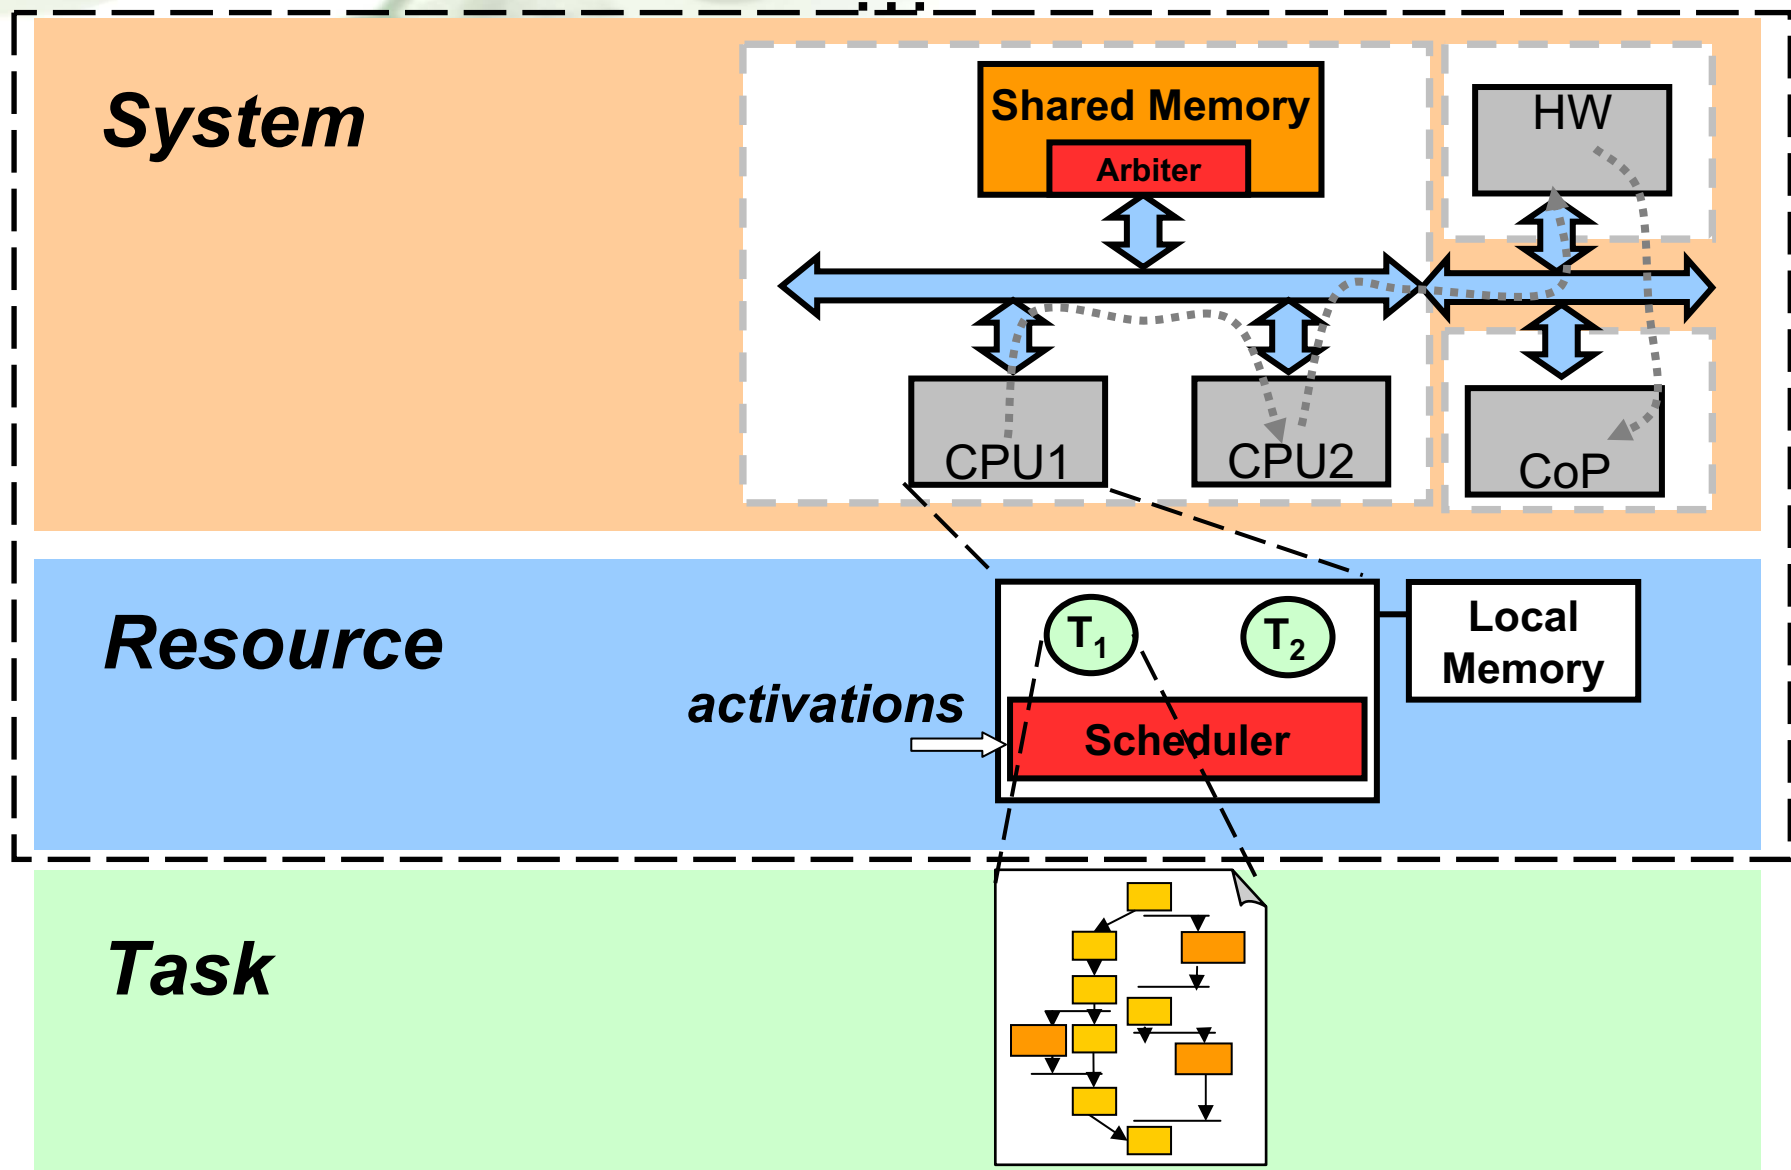 System
Shared Memory
Arbiter
HW
CPU1
CPU2
CoP
Resource
T1
T2
Local
Memory
activations
Scheduler
Task